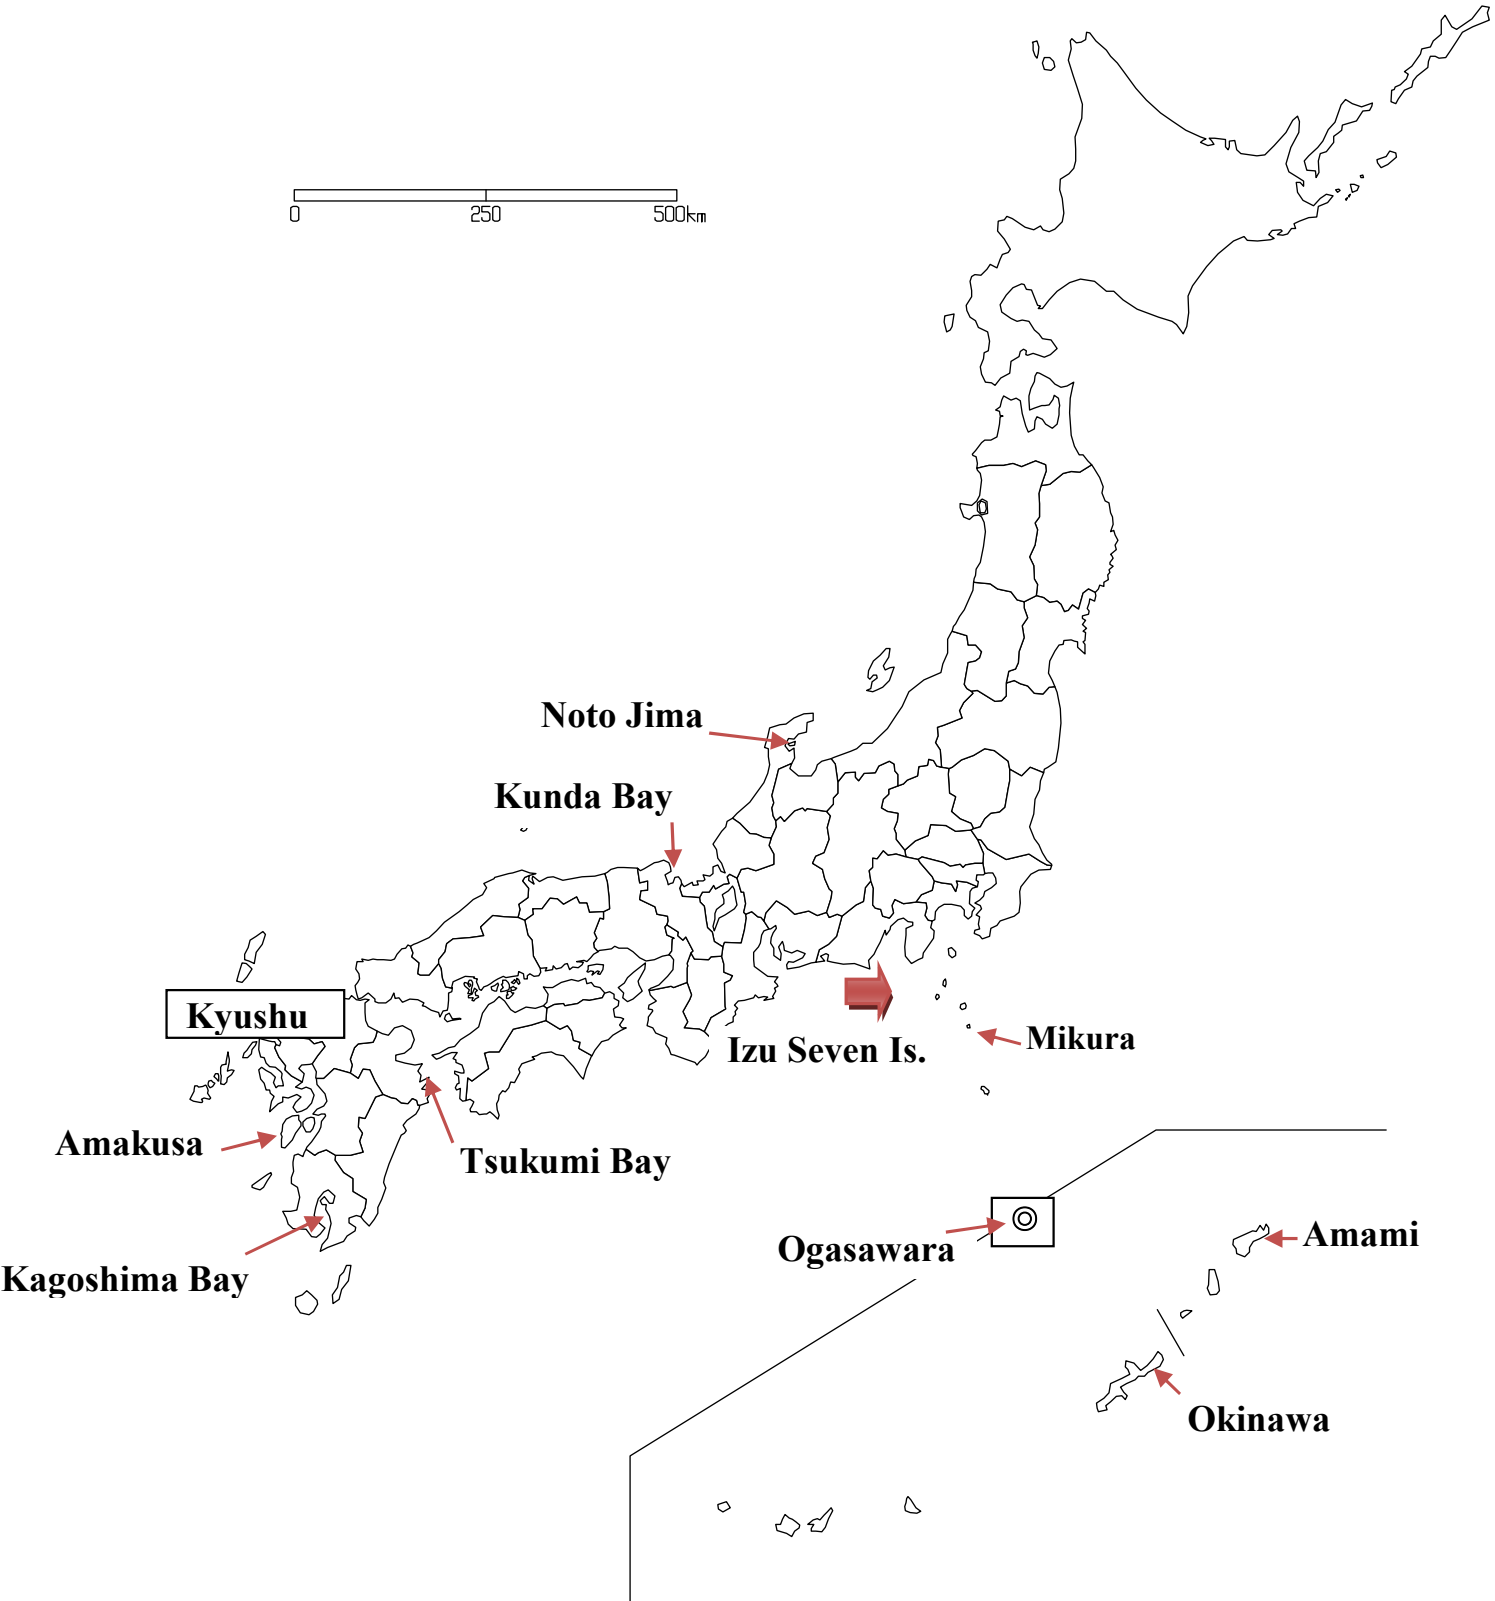 0 250 500km
Noto Jima
Kunda Bay
Kyushu
Izu Seven Is.
Mikura
Amakusa
Tsukumi Bay
Ogasawara
Amami
Kagoshima Bay
Okinawa